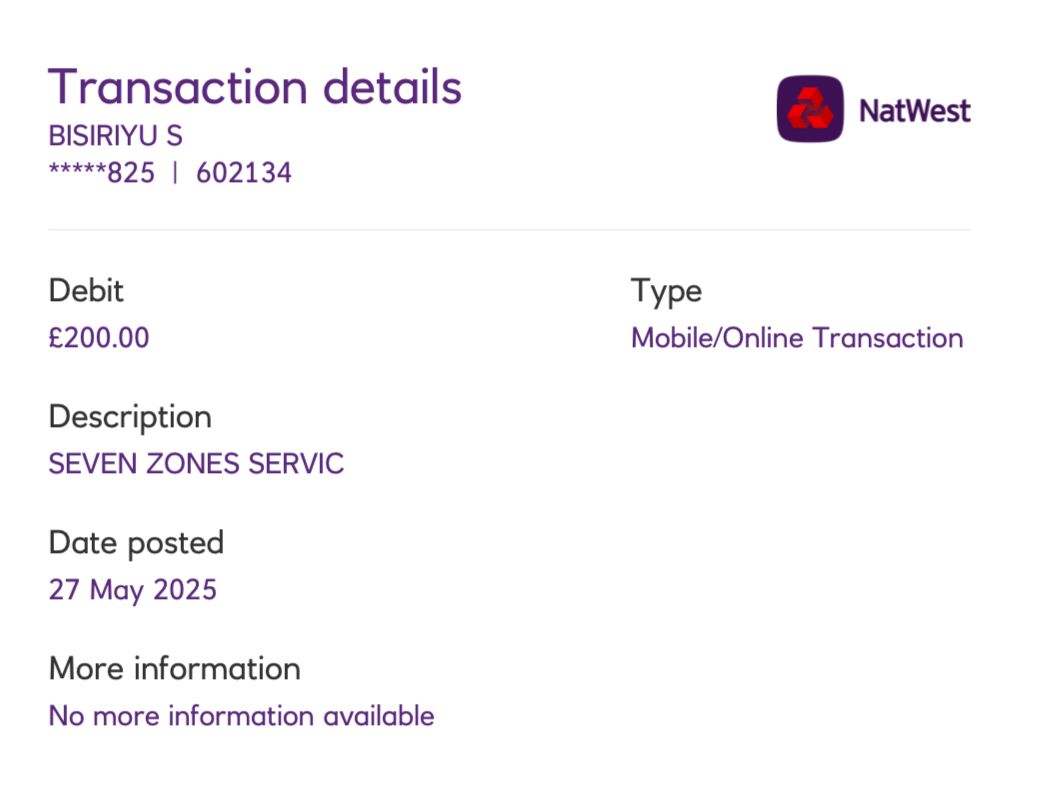 Transaction details
NatWest
BISIRIYU S
*****825 | 602134
Debit
£200.00
Type
Mobile/Online Transaction
Description
SEVEN ZONES SERVIC
Date posted
27 May 2025
More information
No more information available